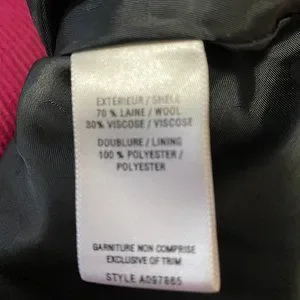 EXTERIEUR / SHELL
70 % LAINE / WOOL
30% VISCOSE / VISCOSE
DOUBLURE / LINING
100 % POLYESTER /
POLYESTER
GARNITURE NON COMPRISE
EXCLUSIVE OF TRIM
STYLE A097865